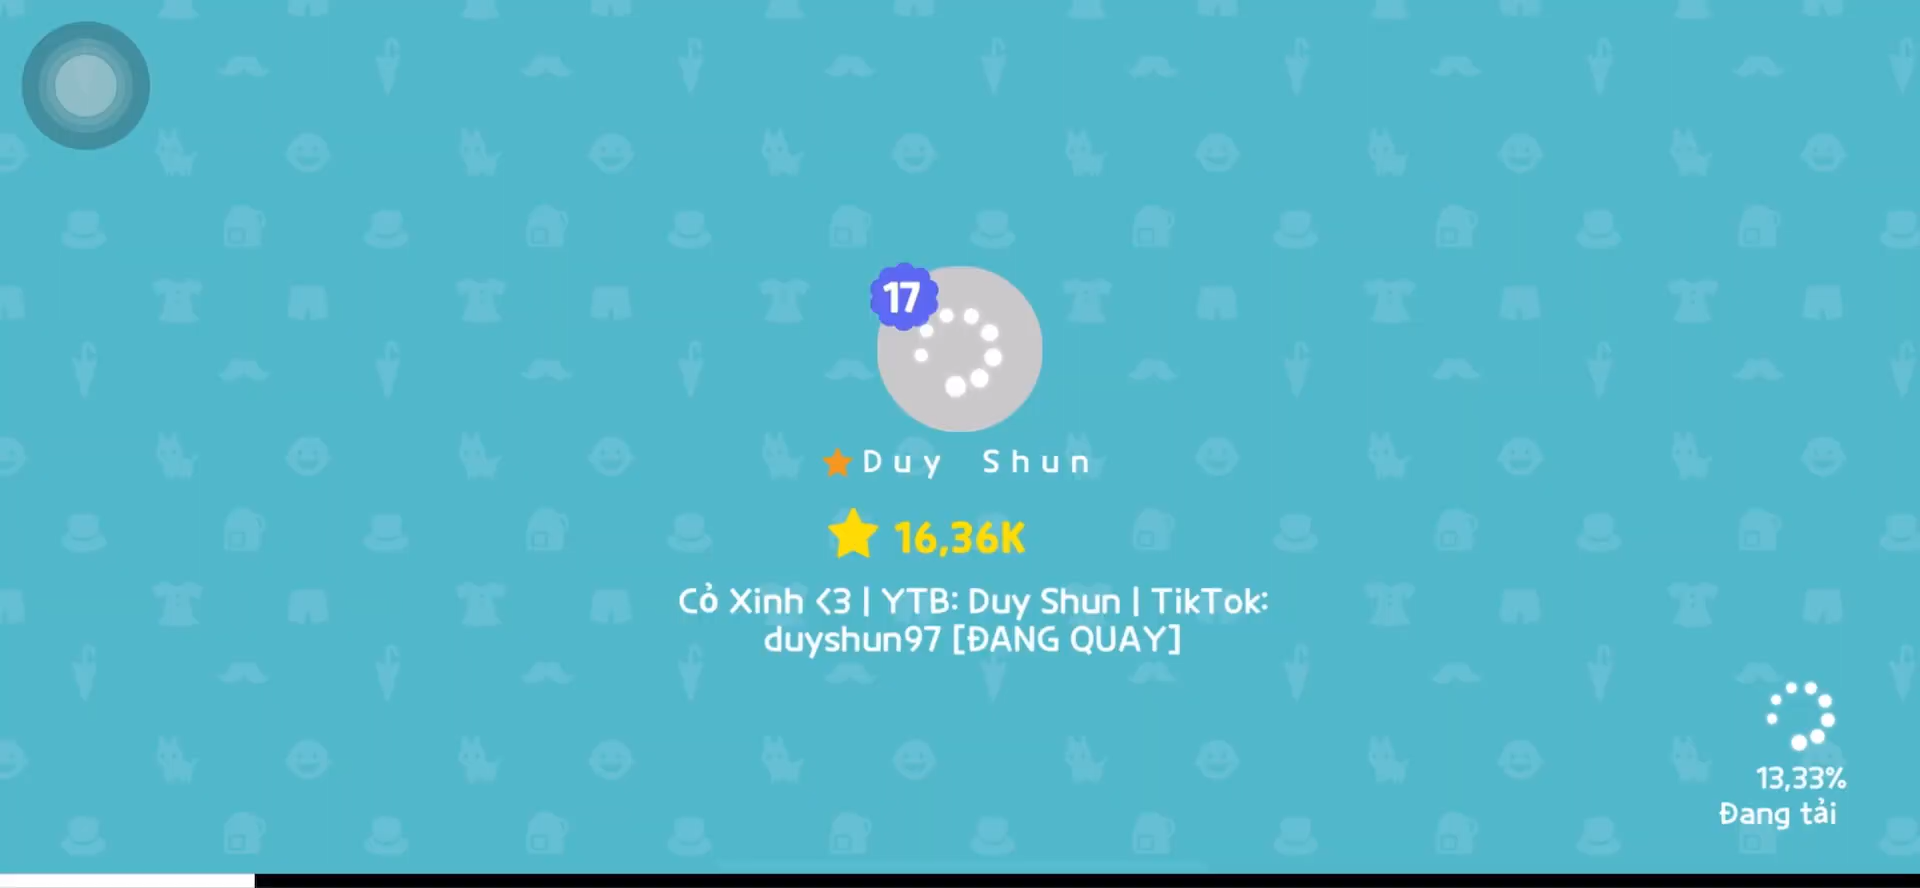 17
Duy Shun
16,36K
Cỏ Xinh <3 | YTB: Duy Shun | TikTok:
duyshun97 [ĐANG QUAY]
13,33%
Đang tải